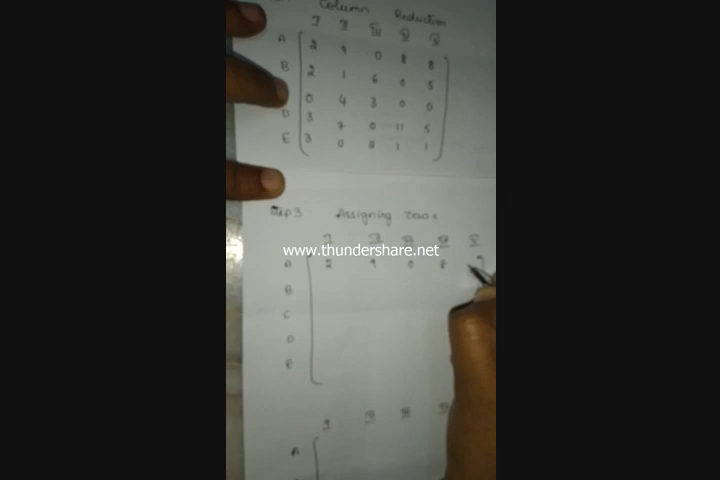 Column Reduction
I II III IV V
A 2 9 0 8 8
B 2 1 6 0 5
0 4 3 0 0
D 3 7 0 11 5
E 3 0 8 1 1
Step 3 Assigning Zeros
I II III IV V
www.thundershare.net
A 2 9 0 8
B
C
D
E
I II III
A